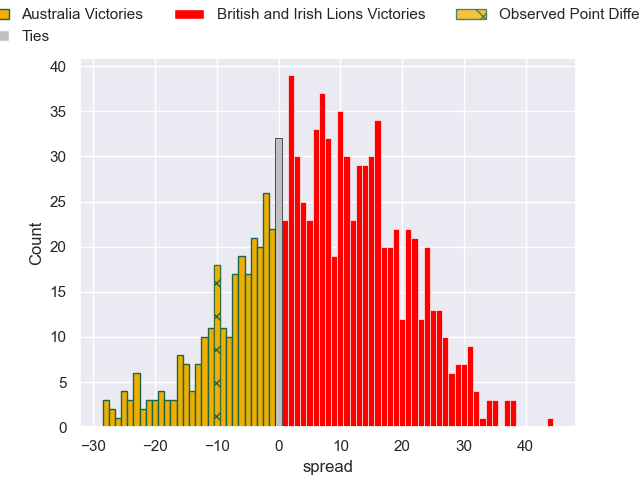 Australia Victories
British and Irish Lions Victories
Observed Point Diffe
Ties
40
35
30
25
20
15
10
5
0
Count
−30
−20
−10
0
10
20
30
40
spread